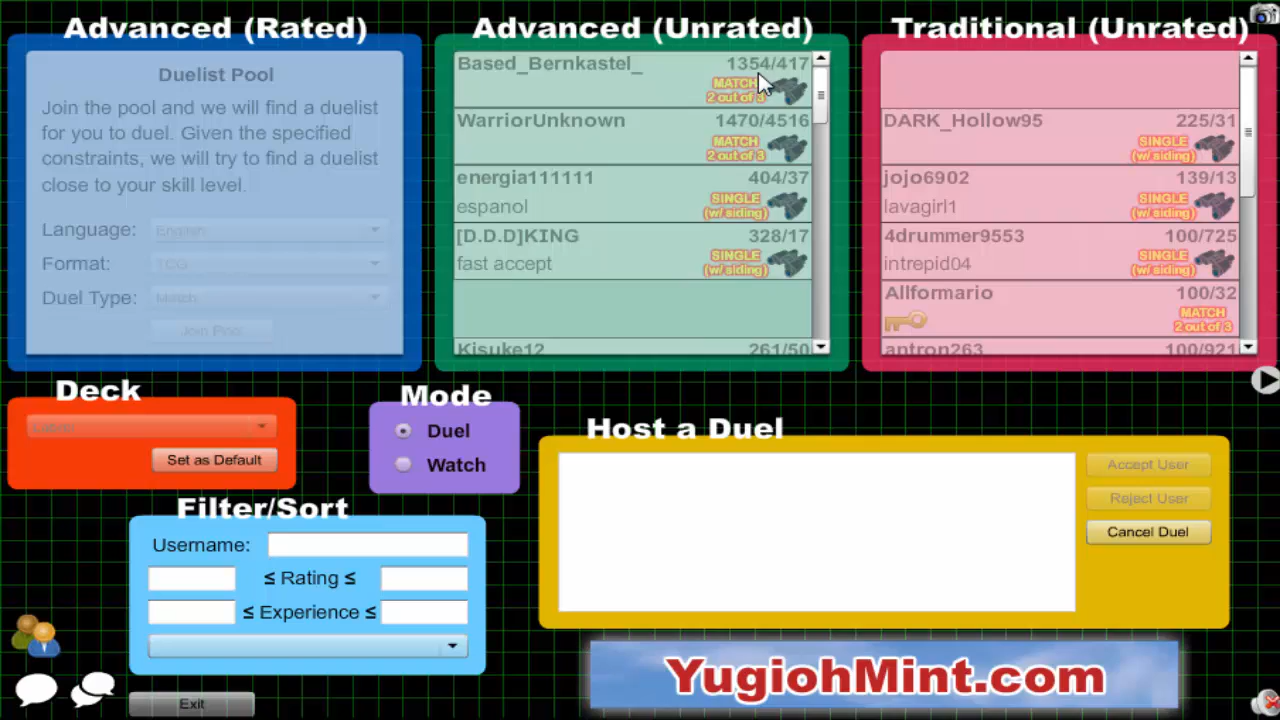 Advanced (Rated)
Duelist Pool
Join the pool and we will find a duelist
for you to duel. Given the specified
constraints, we will try to find a duelist
close to your skill level.
Language: English
Format: TCG
Duel Type: Match
Join Pool
Advanced (Unrated)
Based_Bernkastel_ 1354/417
MATCH
2 out of 3
WarriorUnknown 1470/4516
MATCH
2 out of 3
energia111111 404/37
espanol SINGLE
(w/ siding)
[D.D.D]KING 328/17
fast accept SINGLE
(w/ siding)
Kisuke12 261/50
Traditional (Unrated)
DARK_Hollow95 225/31
SINGLE
(w/ siding)
jojo6902 139/13
lavagirl1 SINGLE
(w/ siding)
4drummer9553 100/725
intrepid04 SINGLE
(w/ siding)
Allformario 100/32
MATCH
2 out of 3
antron263 100/921
Deck
Set as Default
Mode
Duel
Watch
Filter/Sort
Username:
≤ Rating ≤
≤ Experience ≤
Exit
Host a Duel
Accept User
Reject User
Cancel Duel
YugiohMint.com